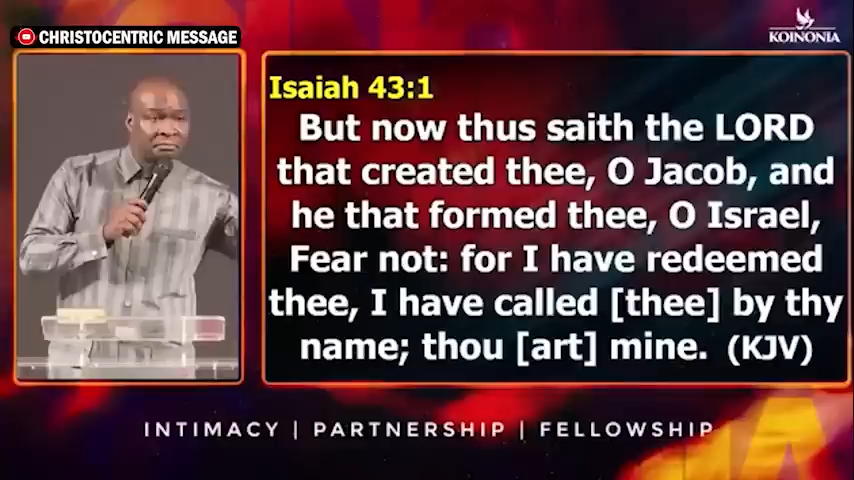 CHRISTOCENTRIC MESSAGE
KOINONIA
Isaiah 43:1
But now thus saith the LORD
that created thee, O Jacob, and
he that formed thee, O Israel,
Fear not: for I have redeemed
thee, I have called [thee] by thy
name; thou [art] mine. (KJV)
INTIMACY | PARTNERSHIP | FELLOWSHIP